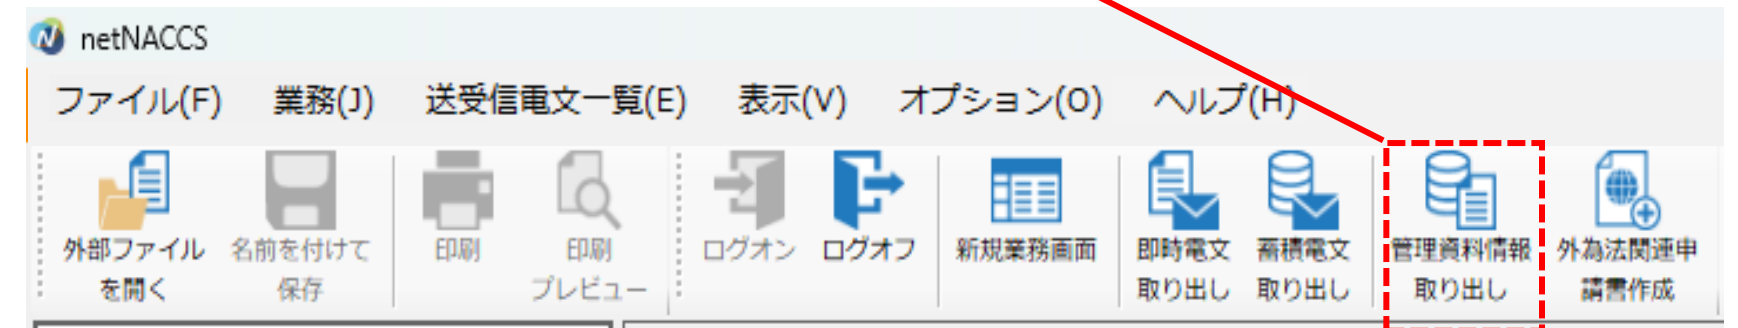 netNACCS
ファイル(F) 業務(J) 送受信電文一覧(E) 表示(V) オプション(O) ヘルプ(H)
外部ファイル
を開く
名前を付けて
保存
印刷
印刷
プレビュー
ログオン
ログオフ
新規業務画面
即時電文
取り出し
蓄積電文
取り出し
管理資料情報
取り出し
外為法関連申
請書作成